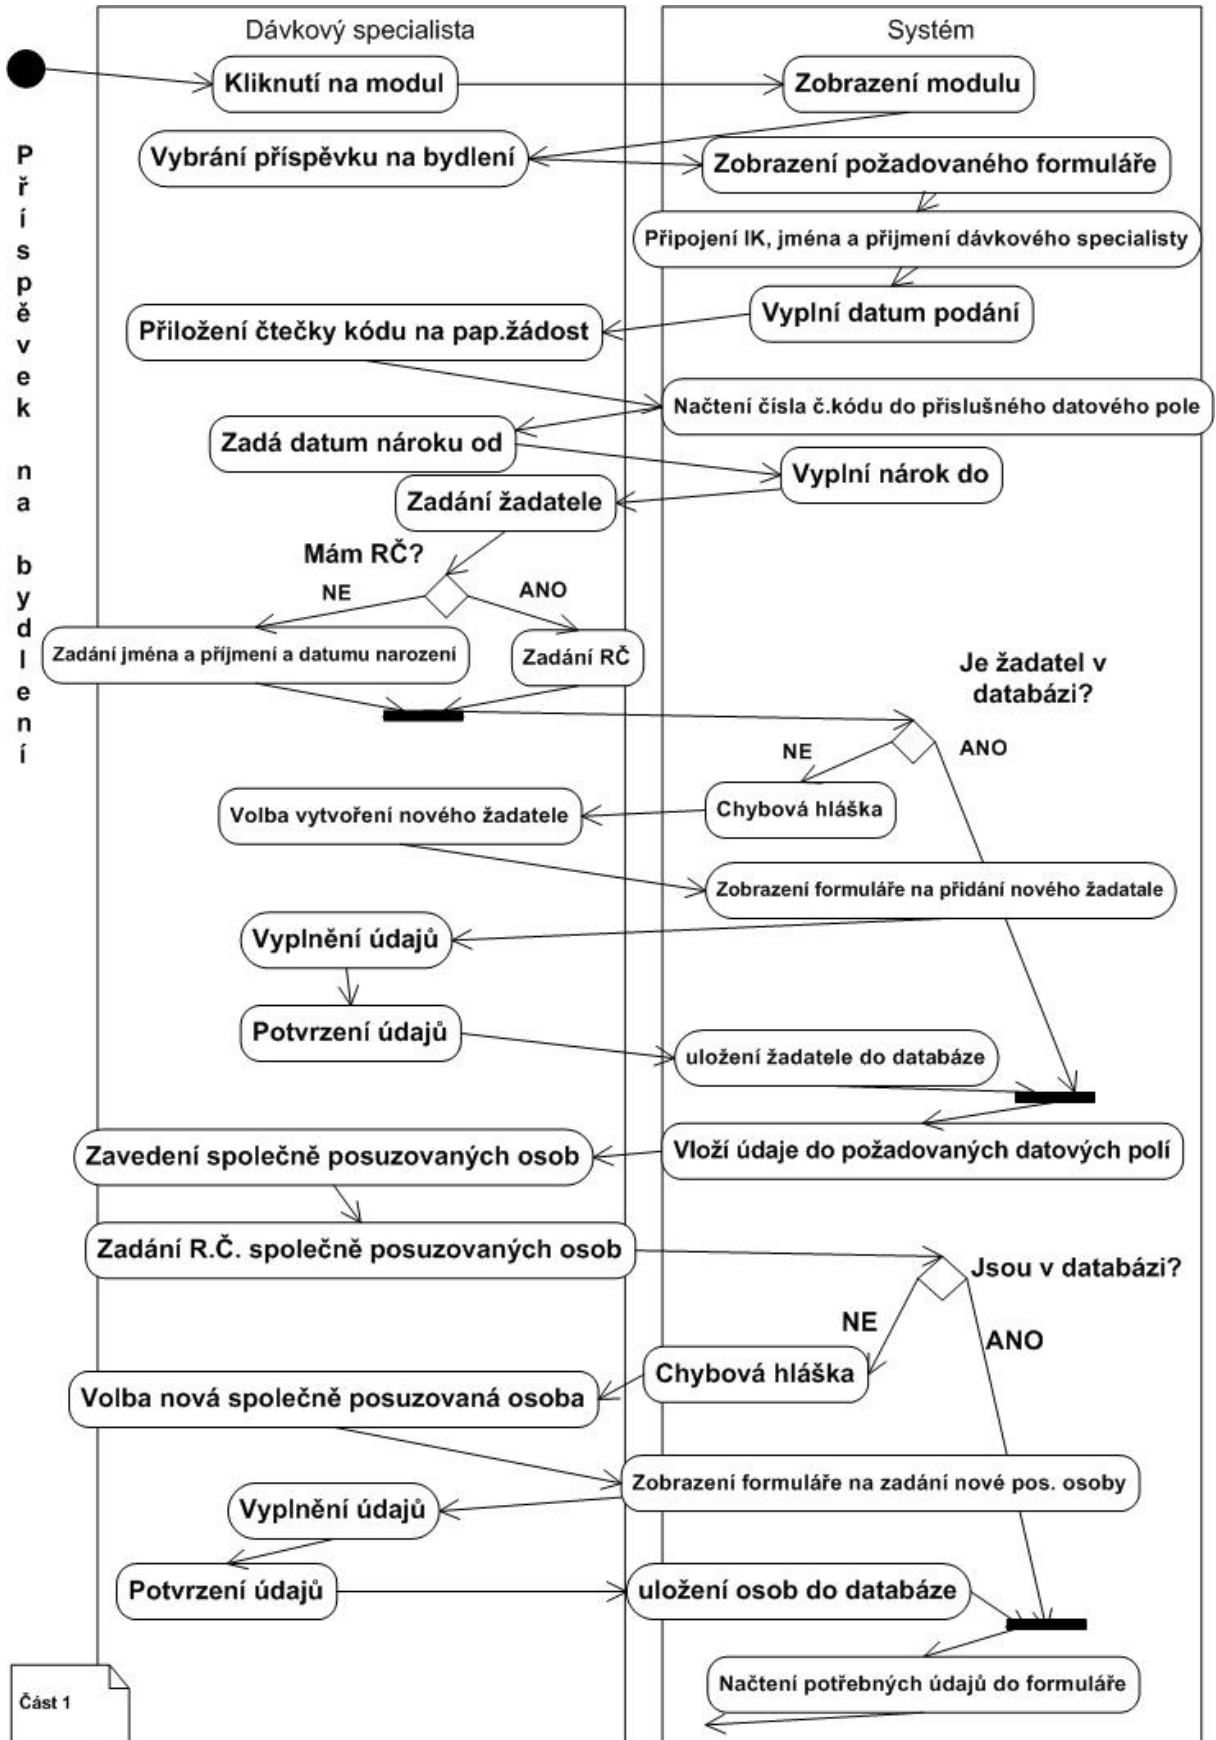 Dávkový specialista
Systém
Příspěvek na bydlení
Kliknutí na modul
Zobrazení modulu
Vybrání příspěvku na bydlení
Zobrazení požadovaného formuláře
Připojení IK, jména a přijmení dávkového specialisty
Vyplní datum podání
Přiložení čtečky kódu na pap.žádost
Načtení čísla č.kódu do příslušného datového pole
Zadá datum nároku od
Vyplní nárok do
Zadání žadatele
Mám RČ?
NE
ANO
Zadání jména a příjmení a datumu narození
Zadání RČ
Je žadatel v
databázi?
NE
ANO
Chybová hláška
Volba vytvoření nového žadatele
Zobrazení formuláře na přidání nového žadatale
Vyplnění údajů
Potvrzení údajů
uložení žadatele do databáze
Vloží údaje do požadovaných datových polí
Zavedení společně posuzovaných osob
Zadání R.Č. společně posuzovaných osob
Jsou v databázi?
NE
ANO
Chybová hláška
Volba nová společně posuzovaná osoba
Zobrazení formuláře na zadání nové pos. osoby
Vyplnění údajů
Potvrzení údajů
uložení osob do databáze
Načtení potřebných údajů do formuláře
Část 1